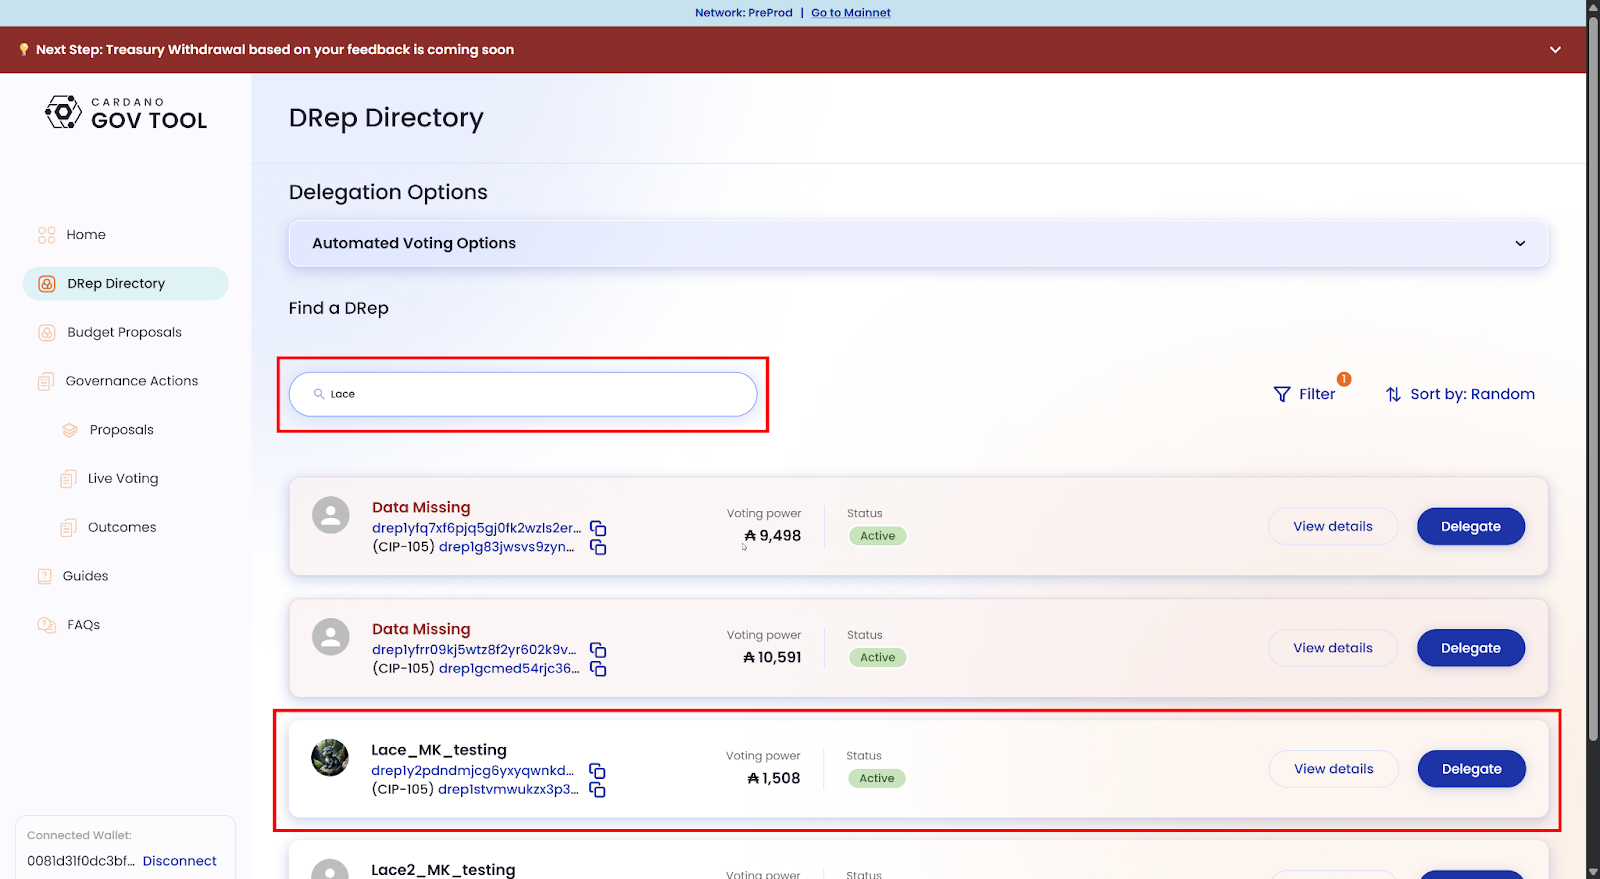 Network: PreProd | Go to Mainnet
Next Step: Treasury Withdrawal based on your feedback is coming soon
CARDANO
GOV TOOL
Home
DRep Directory
Budget Proposals
Governance Actions
Proposals
Live Voting
Outcomes
Guides
FAQs
Connected Wallet:
0081d31f0dc3bf... Disconnect
DRep Directory
Delegation Options
Automated Voting Options
Find a DRep
Lace
Filter 1
Sort by: Random
Data Missing
drep1yfq7xf6pjq5gj0fk2wzls2er...
(CIP-105) drep1g83jwsvs9zyn...
Voting power
₳ 9,498
Status
Active
View details
Delegate
Data Missing
drep1yfrr09kj5wtz8f2yr602k9v...
(CIP-105) drep1gcmed54rjc36...
Voting power
₳ 10,591
Status
Active
View details
Delegate
Lace_MK_testing
drep1y2pdndmjcg6yxyqwnkd...
(CIP-105) drep1stvmwukzx3p3...
Voting power
₳ 1,508
Status
Active
View details
Delegate
Lace2_MK_testing
Voting power
Status